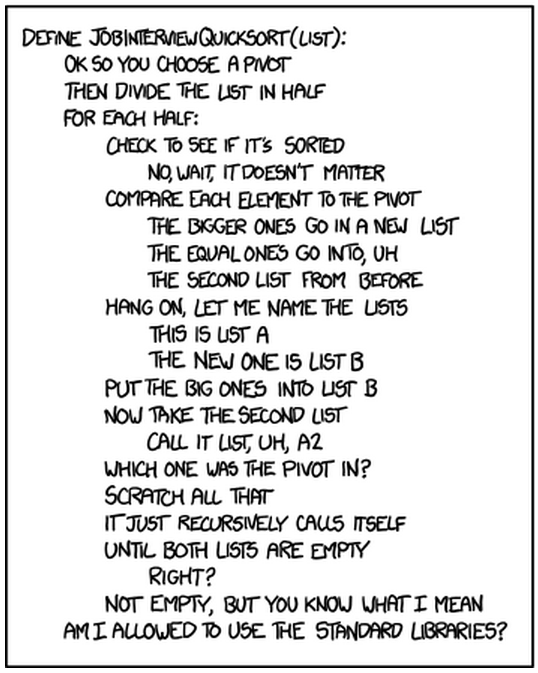 DEFINE JOBINTERVIEWQUICKSORT(LIST):
OK SO YOU CHOOSE A PIVOT
THEN DIVIDE THE LIST IN HALF
FOR EACH HALF:
CHECK TO SEE IF IT'S SORTED
NO, WAIT, IT DOESN'T MATTER
COMPARE EACH ELEMENT TO THE PIVOT
THE BIGGER ONES GO IN A NEW LIST
THE EQUAL ONES GO INTO, UH
THE SECOND LIST FROM BEFORE
HANG ON, LET ME NAME THE LISTS
THIS IS LIST A
THE NEW ONE IS LIST B
PUT THE BIG ONES INTO LIST B
NOW TAKE THE SECOND LIST
CALL IT LIST, UH, A2
WHICH ONE WAS THE PIVOT IN?
SCRATCH ALL THAT
IT JUST RECURSIVELY CALLS ITSELF
UNTIL BOTH LISTS ARE EMPTY
RIGHT?
NOT EMPTY, BUT YOU KNOW WHAT I MEAN
AM I ALLOWED TO USE THE STANDARD LIBRARIES?